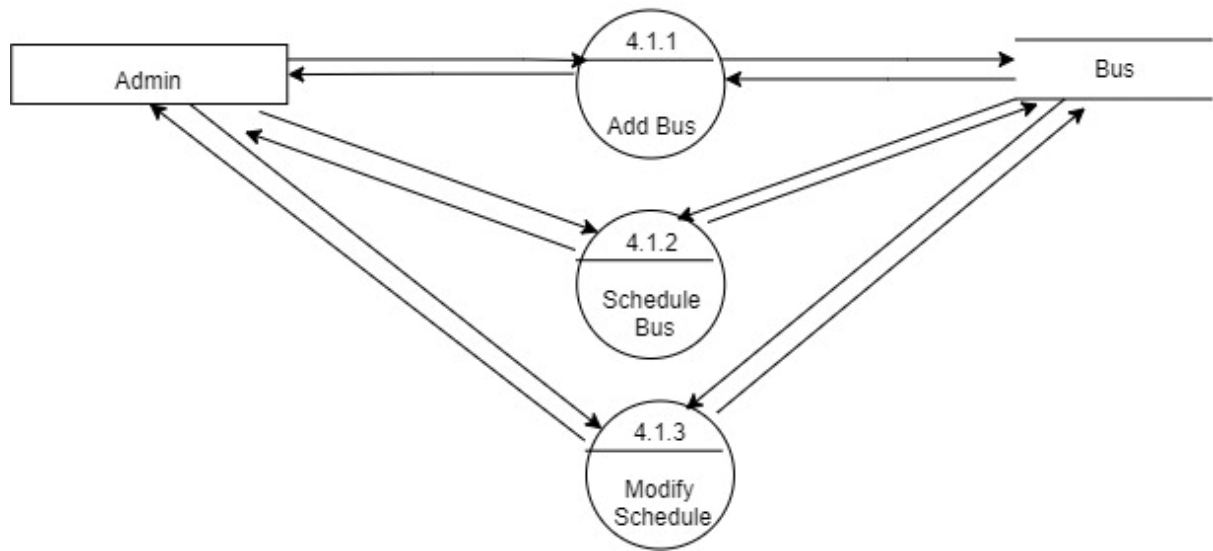 4.1.1
Admin
Bus
Add Bus
4.1.2
Schedule
Bus
4.1.3
Modify
Schedule